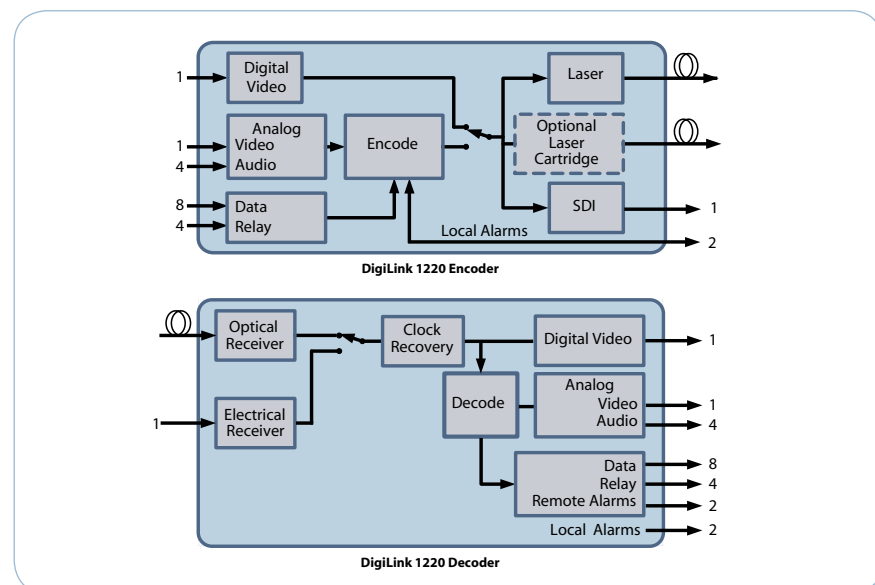 1
Digital
Video
Laser
1
4
Analog
Video
Audio
Encode
Optional
Laser
Cartridge
8
4
Data
Relay
SDI
1
Local Alarms
2
DigiLink 1220 Encoder
Optical
Receiver
Clock
Recovery
Digital Video
1
Decode
Analog
Video
Audio
1
4
1
Electrical
Receiver
Data
Relay
Remote Alarms
8
4
2
Local Alarms
2
DigiLink 1220 Decoder